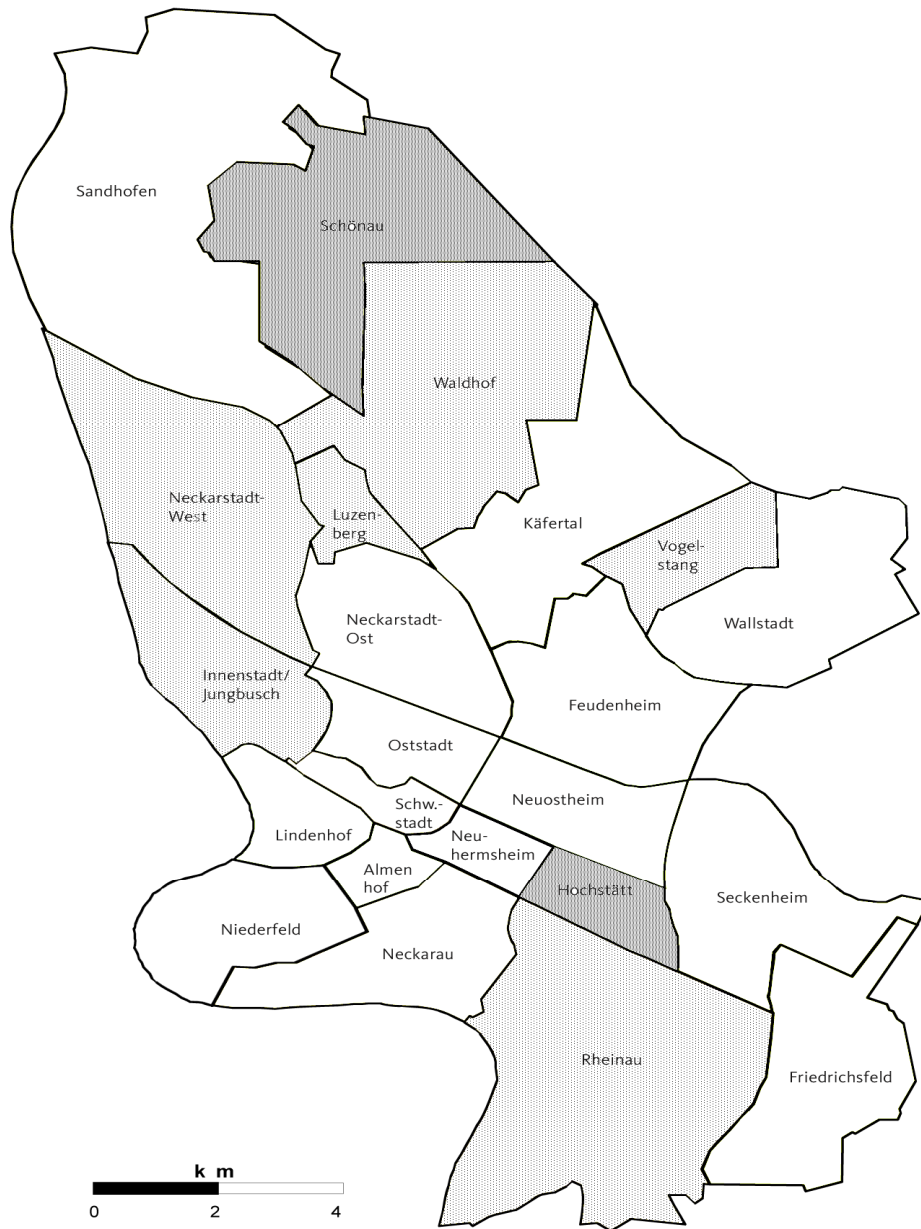 Sandhofen
Schönau
Waldhof
Neckarstadt-
West
Luzen-
berg
Käfertal
Vogel-
stang
Wallstadt
Neckarstadt-
Ost
Innenstadt/
Jungbusch
Feudenheim
Oststadt
Neuostheim
Schw.-
stadt
Lindenhof
Neu-
hermsheim
Almen
hof
Hochstätt
Seckenheim
Niederfeld
Neckarau
Rheinau
Friedrichsfeld
k m
0 2 4